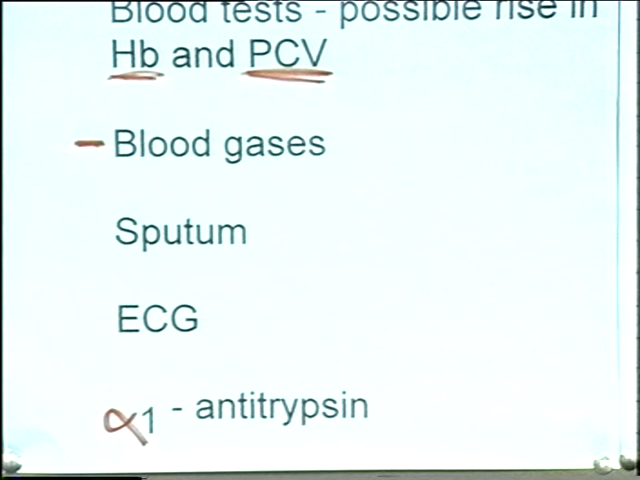 Blood tests - possible rise in
Hb and PCV
Blood gases
Sputum
ECG
α1 - antitrypsin